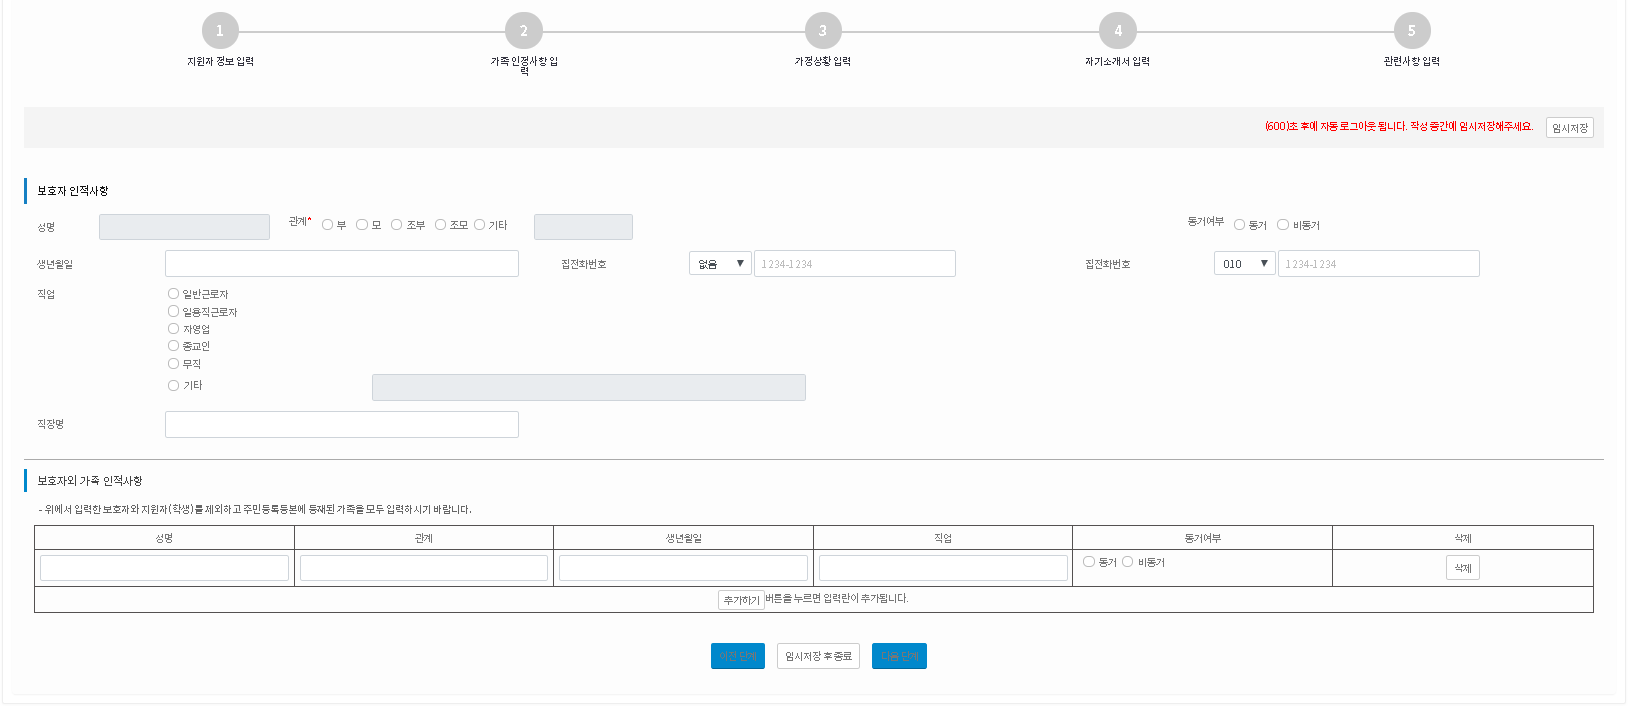 1 2 3 4 5
지원자 정보 입력
가족 인정사항 입
력
가정상황 입력
자기소개서 입력
관련사항 입력
(600)초 후에 자동 로그아웃 됩니다. 작성 중간에 임시저장해주세요. 임시저장
보호자 인적사항
성명 관계* 부 모 조부 조모 기타 동거여부 동거 비동거
생년월일 집전화번호 없음 ▼ 1234-1234 집전화번호 010 ▼ 1234-1234
직업 일반근로자
일용직근로자
자영업
종교인
무직
기타
직장명
보호자외 가족 인적사항
- 위에서 입력한 보호자와 지원자(학생)를 제외하고 주민등록등본에 등재된 가족을 모두 입력하시기 바랍니다.
성명 관계 생년월일 직업 동거여부 삭제
동거 비동거 삭제
추가하기 버튼을 누르면 입력란이 추가됩니다.
이전 단계 임시저장 후 종료 다음 단계